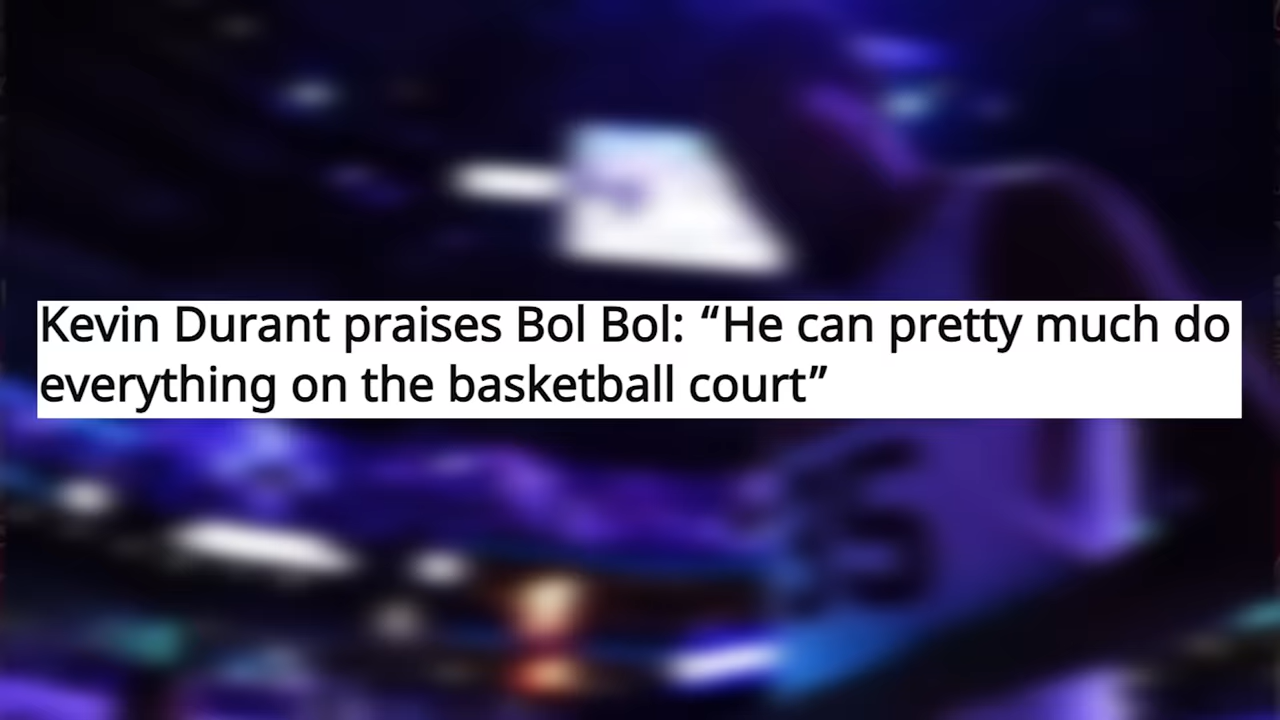 Kevin Durant praises Bol Bol: “He can pretty much do
everything on the basketball court”